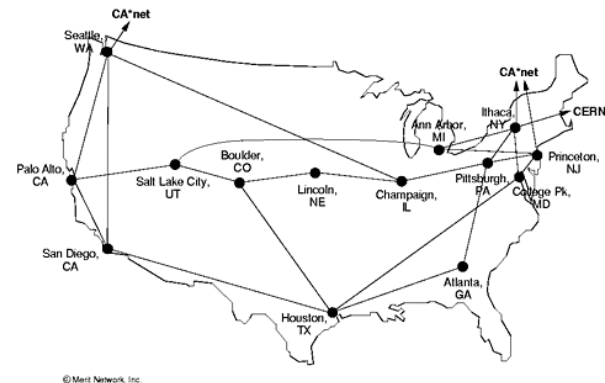 CA*net
Seattle,
WA
CA*net
Ithaca,
NY
CERN
Ann Arbor,
MI
Boulder,
CO
Princeton,
NJ
Palo Alto,
CA
Salt Lake City,
UT
Lincoln,
NE
Champaign,
IL
Pittsburgh,
PA
College Pk,
MD
San Diego,
CA
Atlanta,
GA
Houston,
TX
© Merit Network, Inc.